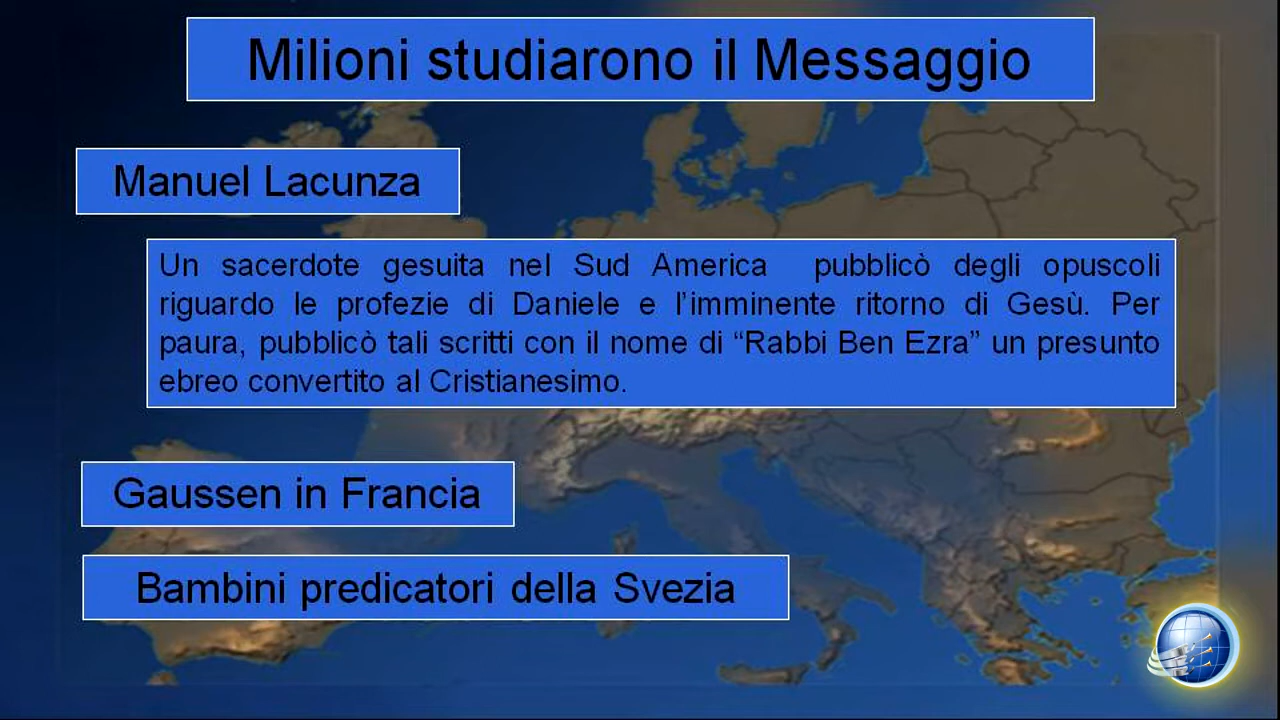 Milioni studiarono il Messaggio
Manuel Lacunza
Un sacerdote gesuita nel Sud America pubblicò degli opuscoli
riguardo le profezie di Daniele e l’imminente ritorno di Gesù. Per
paura, pubblicò tali scritti con il nome di “Rabbi Ben Ezra” un presunto
ebreo convertito al Cristianesimo.
Gaussen in Francia
Bambini predicatori della Svezia